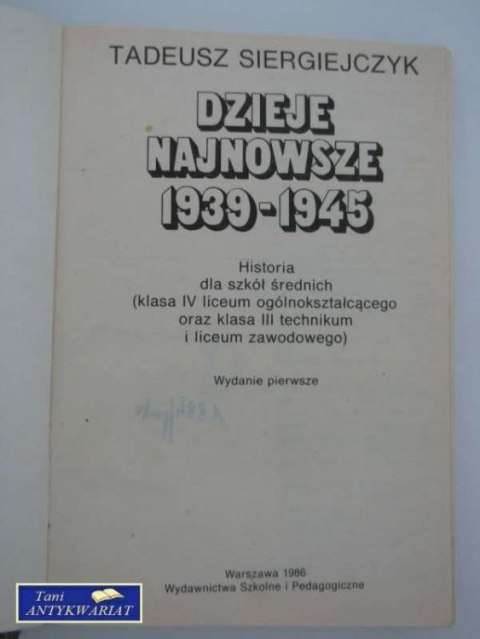 TADEUSZ SIERGIEJCZYK
DZIEJE
NAJNOWSZE
1939-1945
Historia
dla szkół średnich
(klasa IV liceum ogólnokształcącego
oraz klasa III technikum
i liceum zawodowego)
Wydanie pierwsze
Warszawa 1986
Wydawnictwa Szkolne i Pedagogiczne
Tani
ANTYKWARIAT